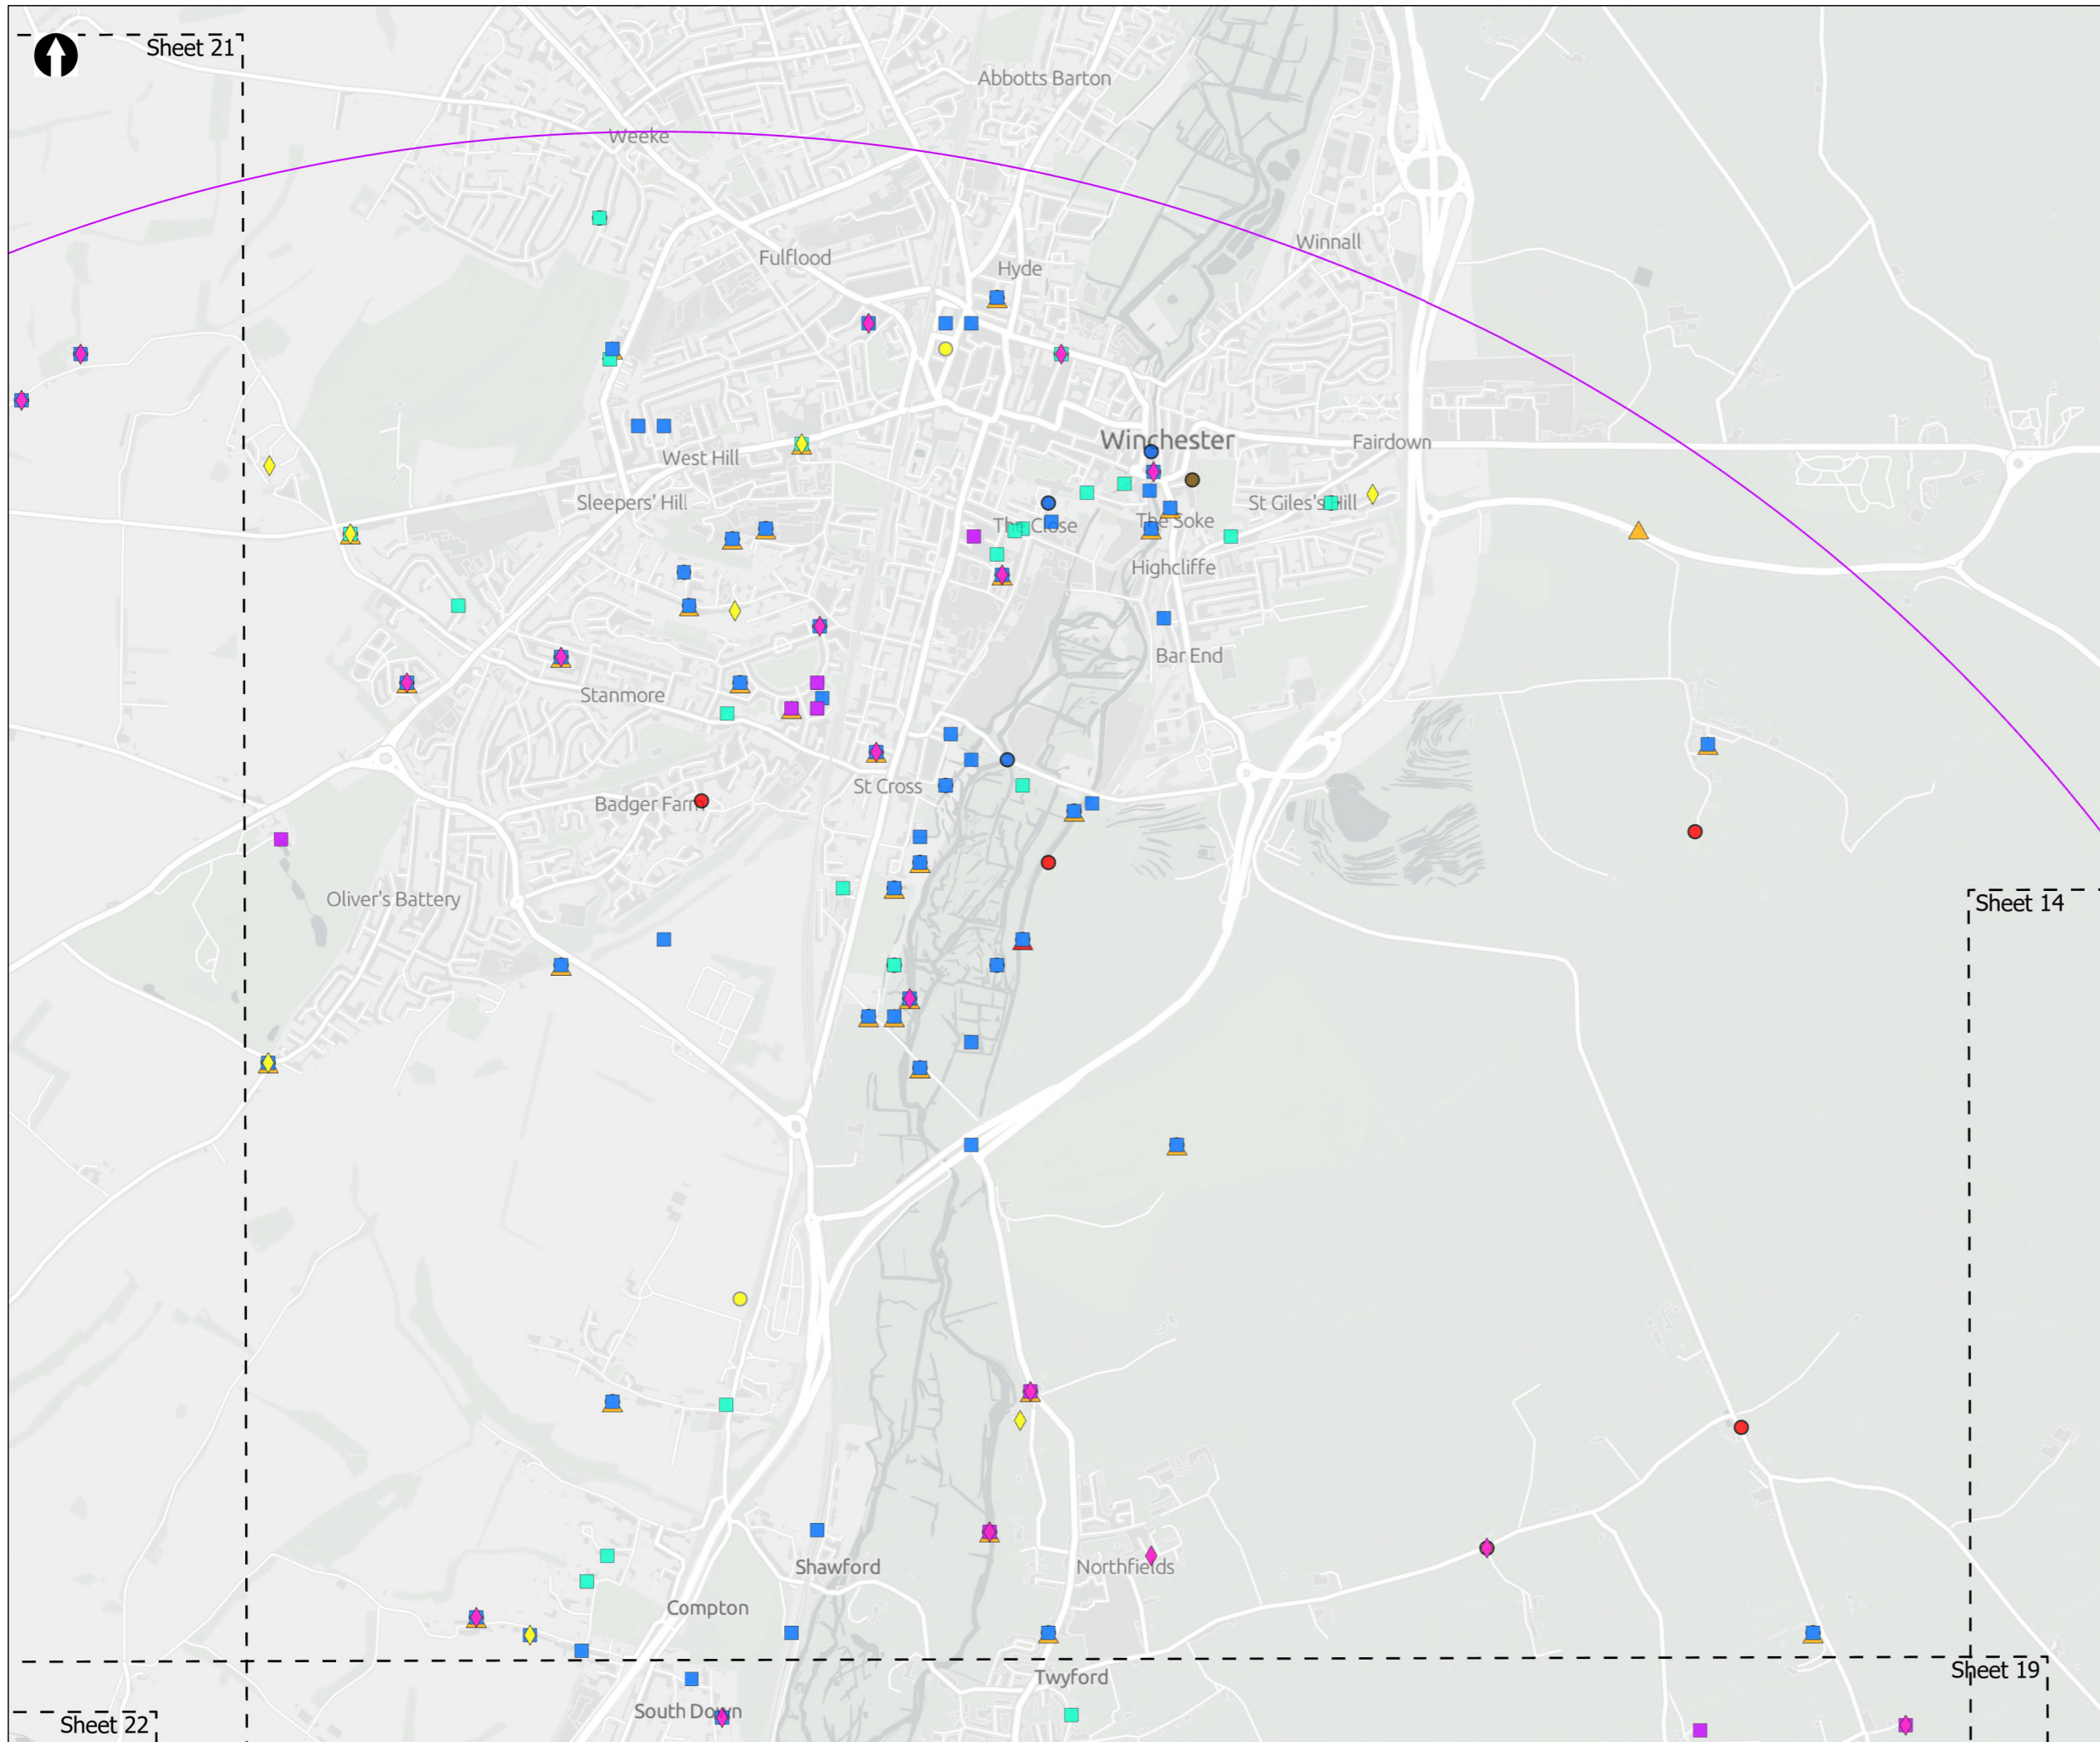 Sheet 21
Abbotts Barton
Weeke
Winnall
Fulflood
Hyde
Winchester
Fairdown
West Hill
Sleepers' Hill
St Giles's Hill
The Close
The Soke
Highcliffe
Bar End
Stanmore
St Cross
Badger Farm
Oliver's Battery
Sheet 14
Shawford
Northfields
Compton
Sheet 19
Twyford
South Down
Sheet 22